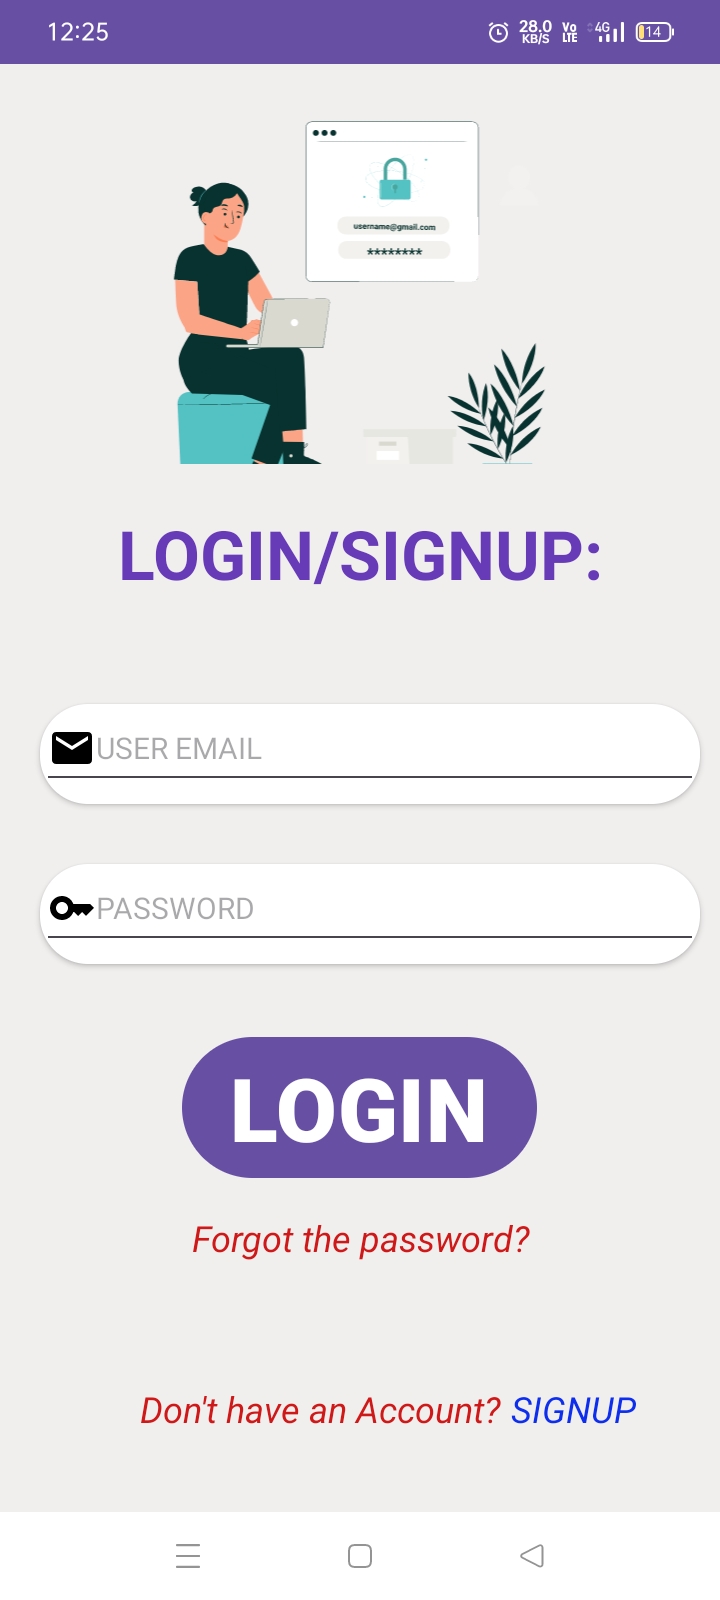 12:25
28.0 KB/S Vo LTE 4G 14
username@gmail.com
********
LOGIN/SIGNUP:
USER EMAIL
PASSWORD
LOGIN
Forgot the password?
Don't have an Account? SIGNUP